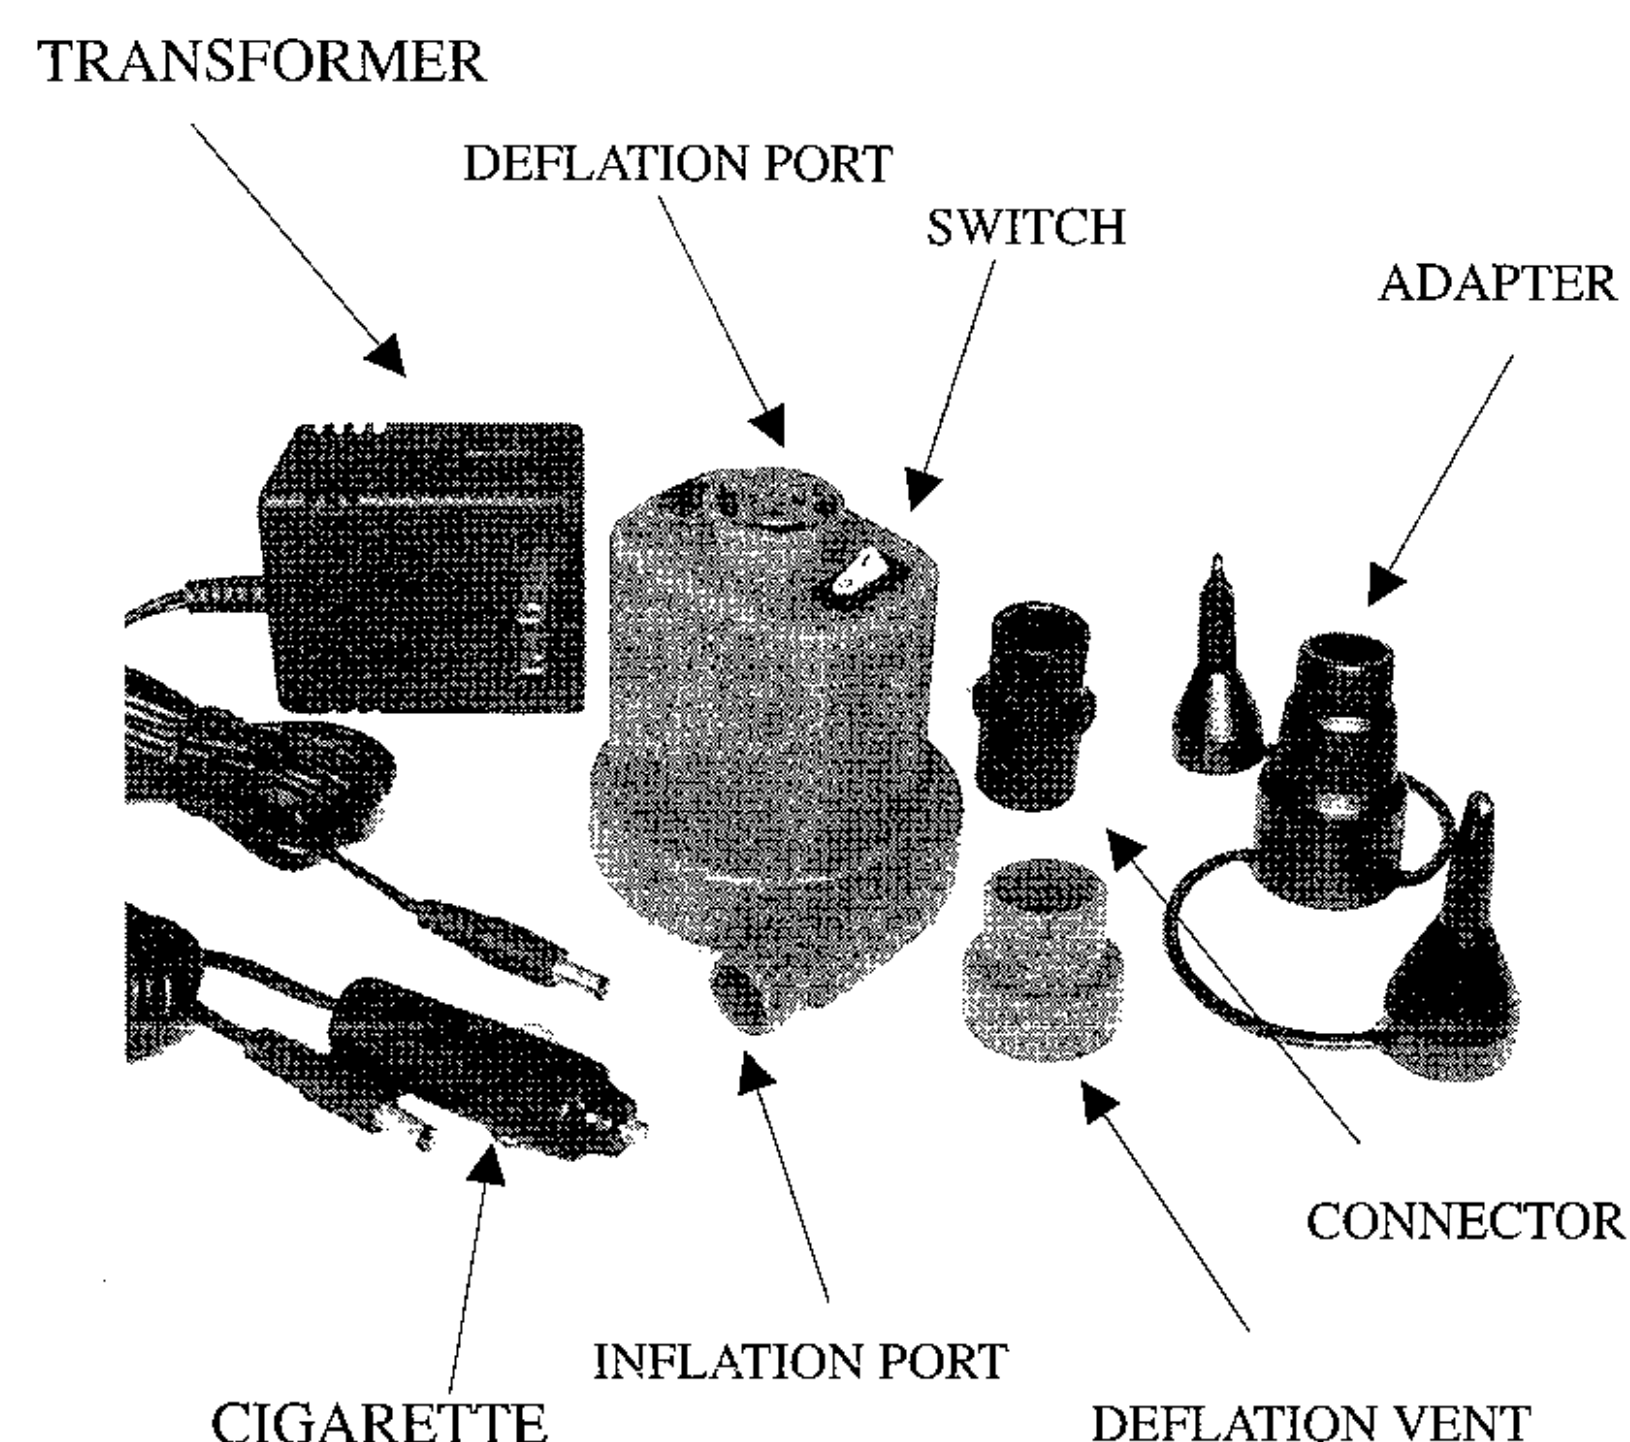 TRANSFORMER
DEFLATION PORT
SWITCH
ADAPTER
CONNECTOR
INFLATION PORT
CIGARETTE
DEFLATION VENT